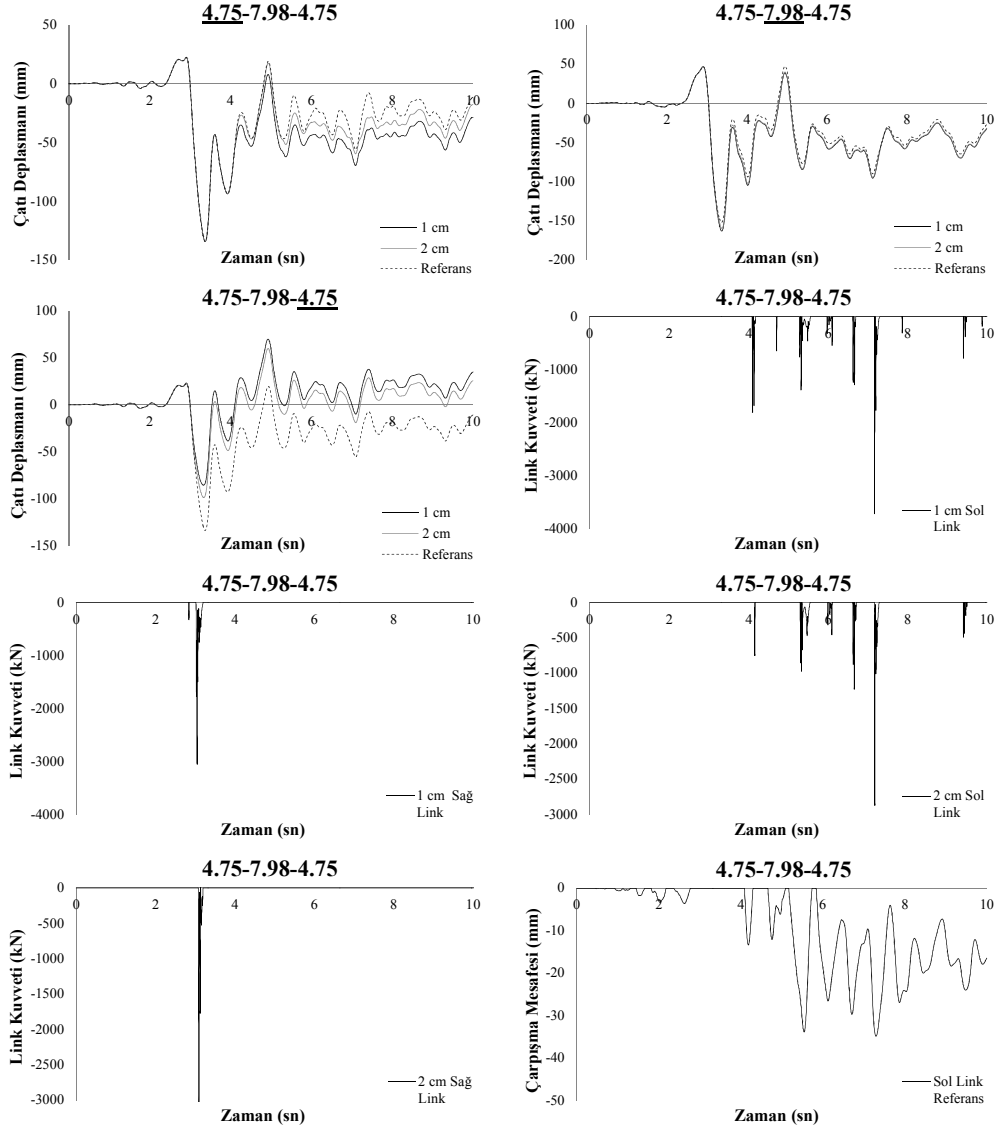 4.75-7.98-4.75
50
0
-50
-100
-150
0 2 4 6 8 10
Çatı Deplasmanı (mm)
Zaman (sn)
1 cm
2 cm
Referans
4.75-7.98-4.75
100
50
0
-50
-100
-150
-200
0 2 4 6 8 10
Çatı Deplasmanı (mm)
Zaman (sn)
1 cm
2 cm
Referans
4.75-7.98-4.75
100
50
0
-50
-100
-150
0 2 4 6 8 10
Çatı Deplasmanı (mm)
Zaman (sn)
1 cm
2 cm
Referans
4.75-7.98-4.75
0
-1000
-2000
-3000
-4000
0 2 4 6 8 10
Link Kuvveti (kN)
Zaman (sn)
1 cm Sol
Link
4.75-7.98-4.75
0
-1000
-2000
-3000
-4000
0 2 4 6 8 10
Link Kuvveti (kN)
Zaman (sn)
1 cm Sağ
Link
4.75-7.98-4.75
0
-500
-1000
-1500
-2000
-2500
-3000
0 2 4 6 8 10
Link Kuvveti (kN)
Zaman (sn)
2 cm Sol
Link
4.75-7.98-4.75
0
-500
-1000
-1500
-2000
-2500
-3000
0 2 4 6 8 10
Link Kuvveti (kN)
Zaman (sn)
2 cm Sağ
Link
4.75-7.98-4.75
0
-10
-20
-30
-40
-50
0 2 4 6 8 10
Çarpışma Mesafesi (mm)
Zaman (sn)
Sol Link
Referans